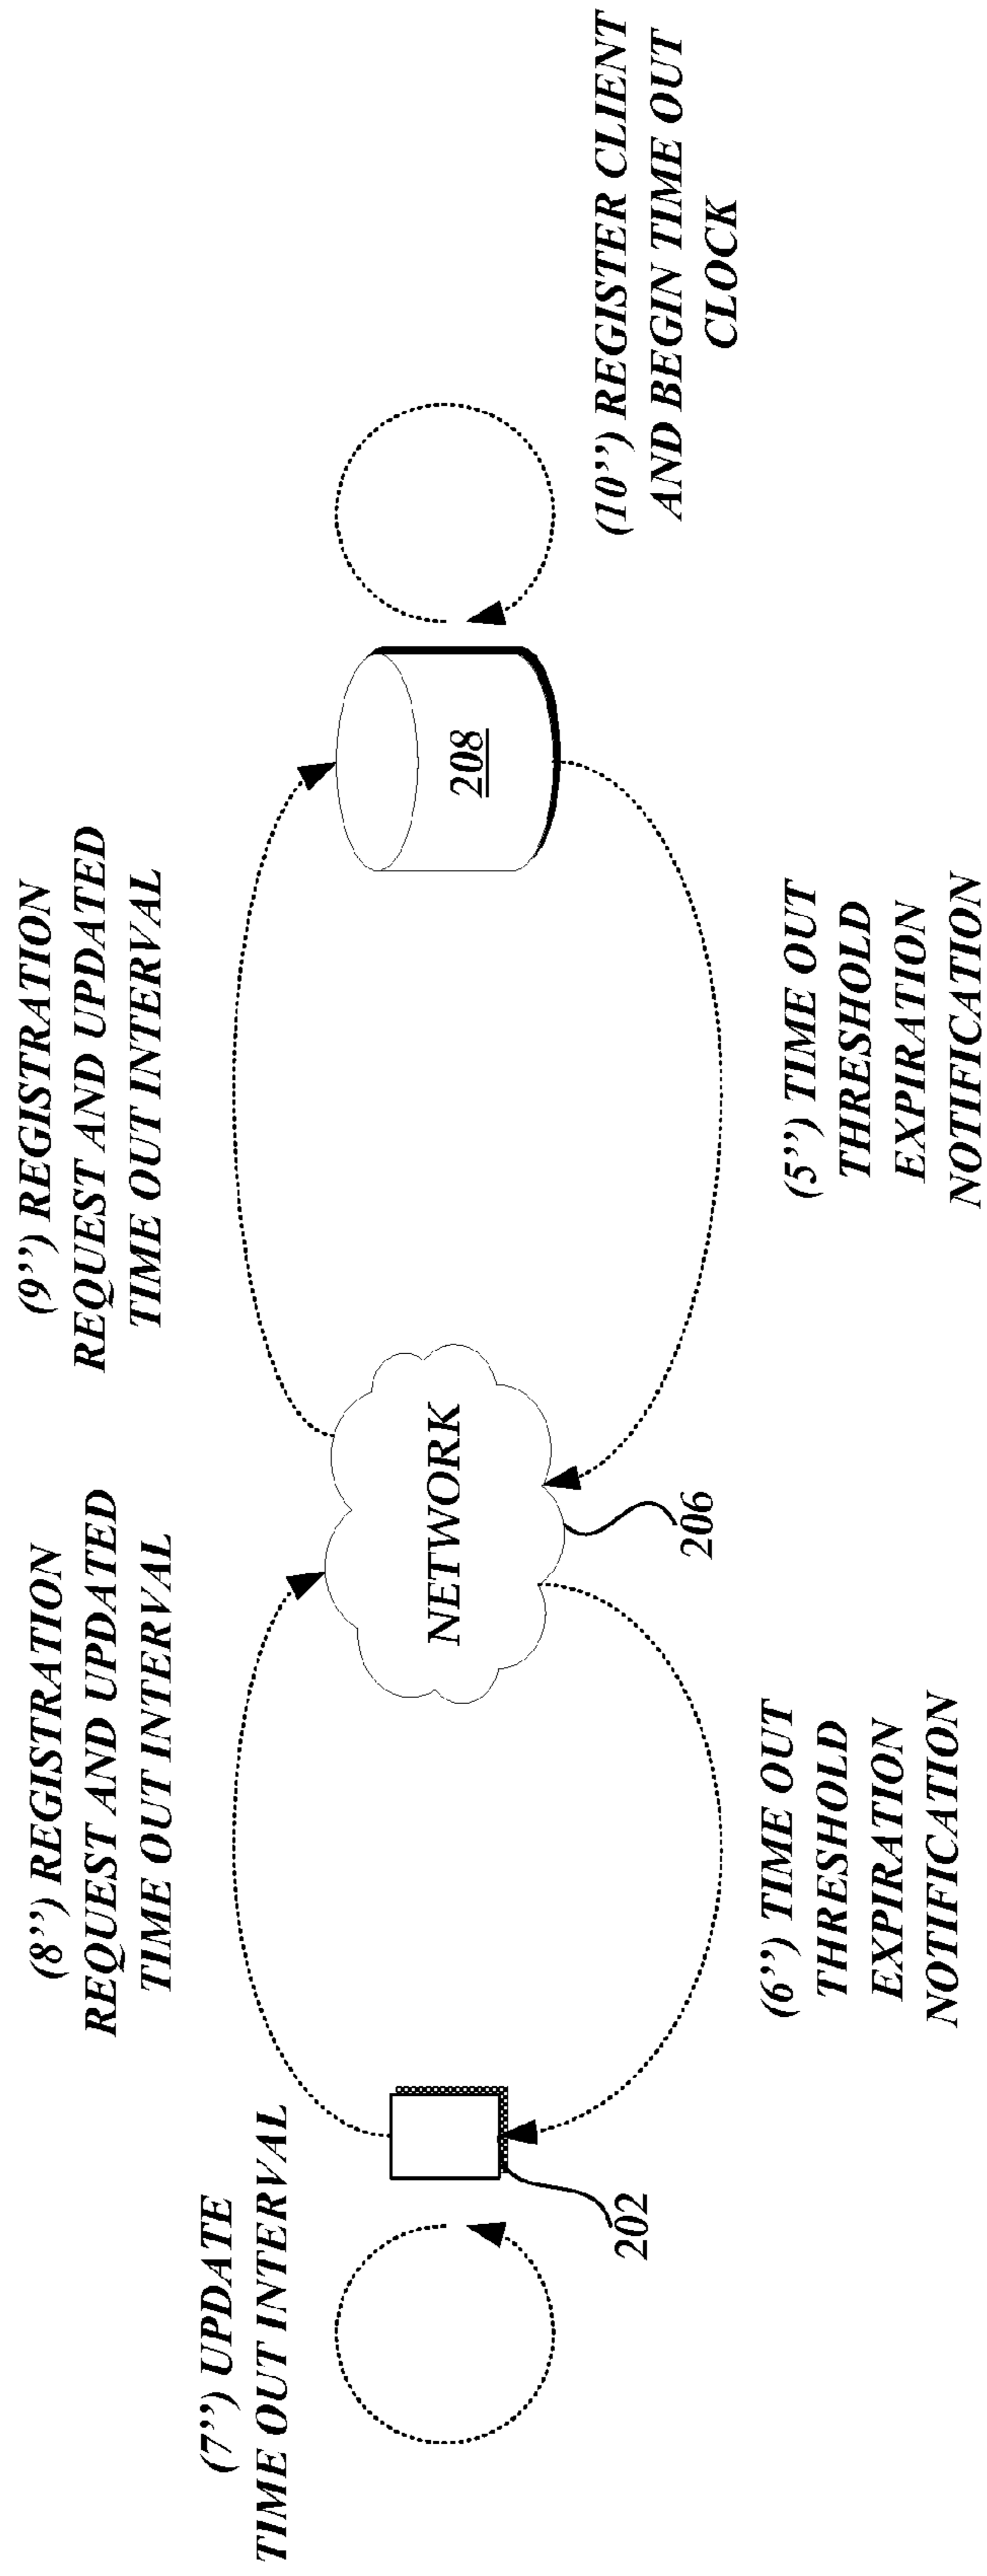 (7’’) UPDATE
TIME OUT INTERVAL
(8’’) REGISTRATION
REQUEST AND UPDATED
TIME OUT INTERVAL
(9’’) REGISTRATION
REQUEST AND UPDATED
TIME OUT INTERVAL
NETWORK
208
202
206
(6’’) TIME OUT
THRESHOLD
EXPIRATION
NOTIFICATION
(5’’) TIME OUT
THRESHOLD
EXPIRATION
NOTIFICATION
(10’’) REGISTER CLIENT
AND BEGIN TIME OUT
CLOCK